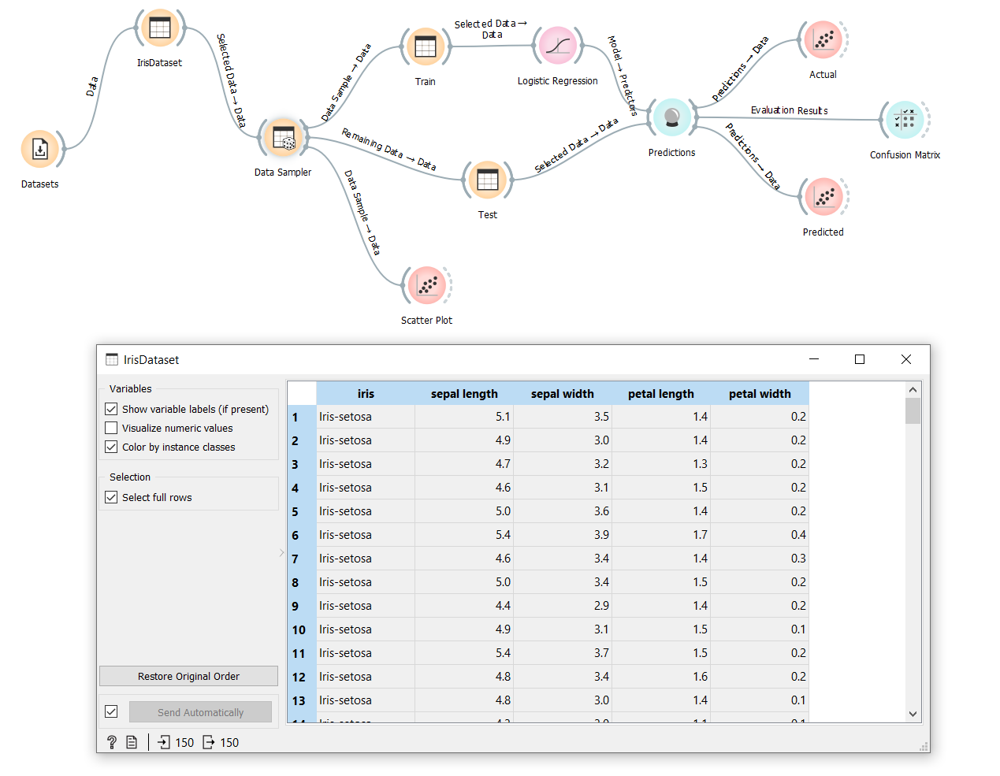 Data
IrisDataset
Selected Data → Data
Datasets
Data Sampler
Data Sample → Data
Train
Selected Data →
Data
Logistic Regression
Model → Predictors
Remaining Data → Data
Test
Selected Data → Data
Data Sample → Data
Scatter Plot
Predictions
Predictions → Data
Actual
Evaluation Results
Confusion Matrix
Predictions → Data
Predicted
IrisDataset
Variables
Show variable labels (if present)
Visualize numeric values
Color by instance classes
Selection
Select full rows
Restore Original Order
Send Automatically
? 150 150
iris sepal length sepal width petal length petal width
1 Iris-setosa 5.1 3.5 1.4 0.2
2 Iris-setosa 4.9 3.0 1.4 0.2
3 Iris-setosa 4.7 3.2 1.3 0.2
4 Iris-setosa 4.6 3.1 1.5 0.2
5 Iris-setosa 5.0 3.6 1.4 0.2
6 Iris-setosa 5.4 3.9 1.7 0.4
7 Iris-setosa 4.6 3.4 1.4 0.3
8 Iris-setosa 5.0 3.4 1.5 0.2
9 Iris-setosa 4.4 2.9 1.4 0.2
10 Iris-setosa 4.9 3.1 1.5 0.1
11 Iris-setosa 5.4 3.7 1.5 0.2
12 Iris-setosa 4.8 3.4 1.6 0.2
13 Iris-setosa 4.8 3.0 1.4 0.1